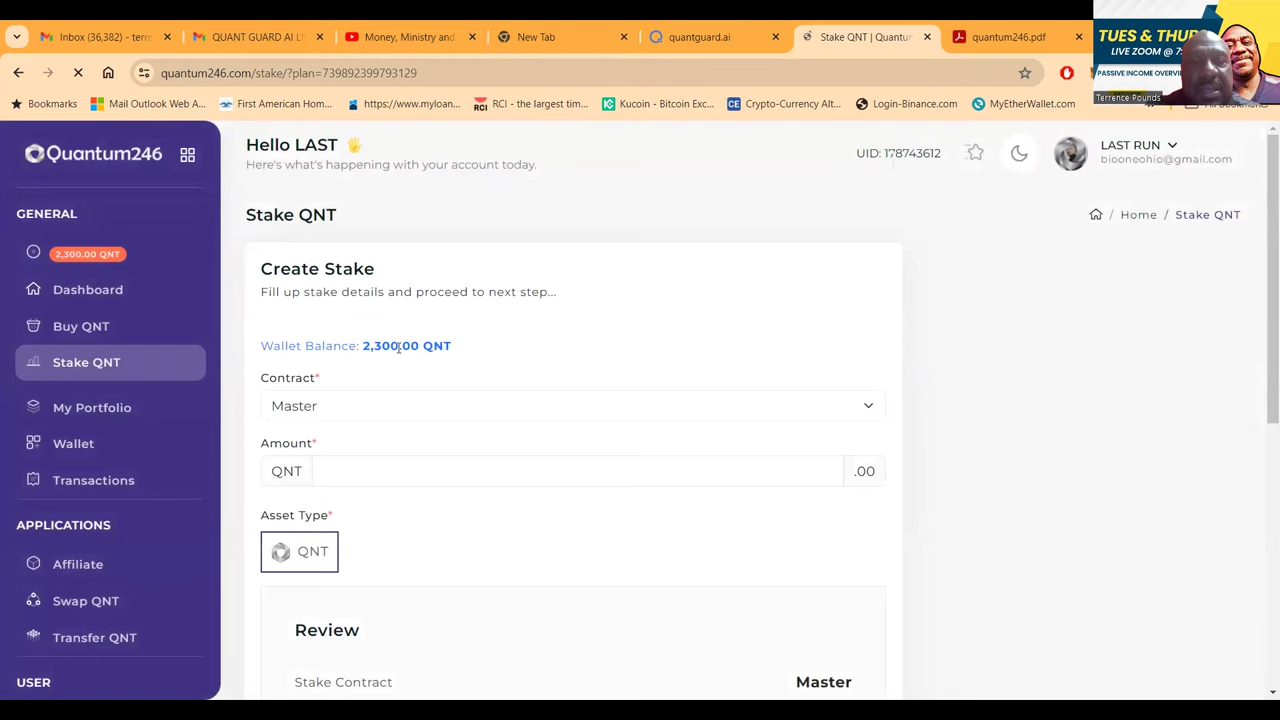 Inbox (36,382) - terre
QUANT GUARD AI L
Money, Ministry and
New Tab
quantguard.ai
Stake QNT | Quantu
quantum246.pdf
TUES & THUR
LIVE ZOOM @ 7:
PASSIVE INCOME OVERVIE
Terrence Pounds
quantum246.com/stake/?plan=739892399793129
Bookmarks
Mail Outlook Web A...
First American Hom...
https://www.myloan...
RCI
RCI - the largest tim...
Kucoin - Bitcoin Exc...
CE
Crypto-Currency Alt...
Login-Binance.com
MyEtherWallet.com
Quantum246
Hello LAST
Here's what's happening with your account today.
UID: 178743612
LAST RUN
biooneohio@gmail.com
GENERAL
2,300.00 QNT
Dashboard
Buy QNT
Stake QNT
My Portfolio
Wallet
Transactions
APPLICATIONS
Affiliate
Swap QNT
Transfer QNT
USER
Stake QNT
Home / Stake QNT
Create Stake
Fill up stake details and proceed to next step...
Wallet Balance: 2,300.00 QNT
Contract*
Master
Amount*
QNT
.00
Asset Type*
QNT
Review
Stake Contract
Master